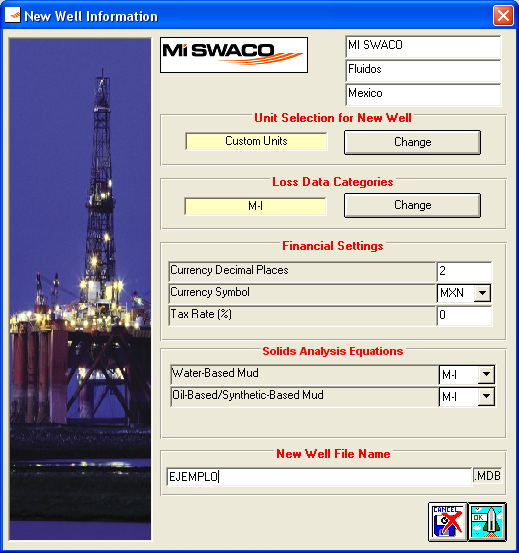 New Well Information
Mi SWACO
MI SWACO
Fluidos
Mexico
Unit Selection for New Well
Custom Units
Change
Loss Data Categories
M-I
Change
Financial Settings
Currency Decimal Places 2
Currency Symbol MXN
Tax Rate (%) 0
Solids Analysis Equations
Water-Based Mud M-I
Oil-Based/Synthetic-Based Mud M-I
New Well File Name
EJEMPLO .MDB
CANCEL OK